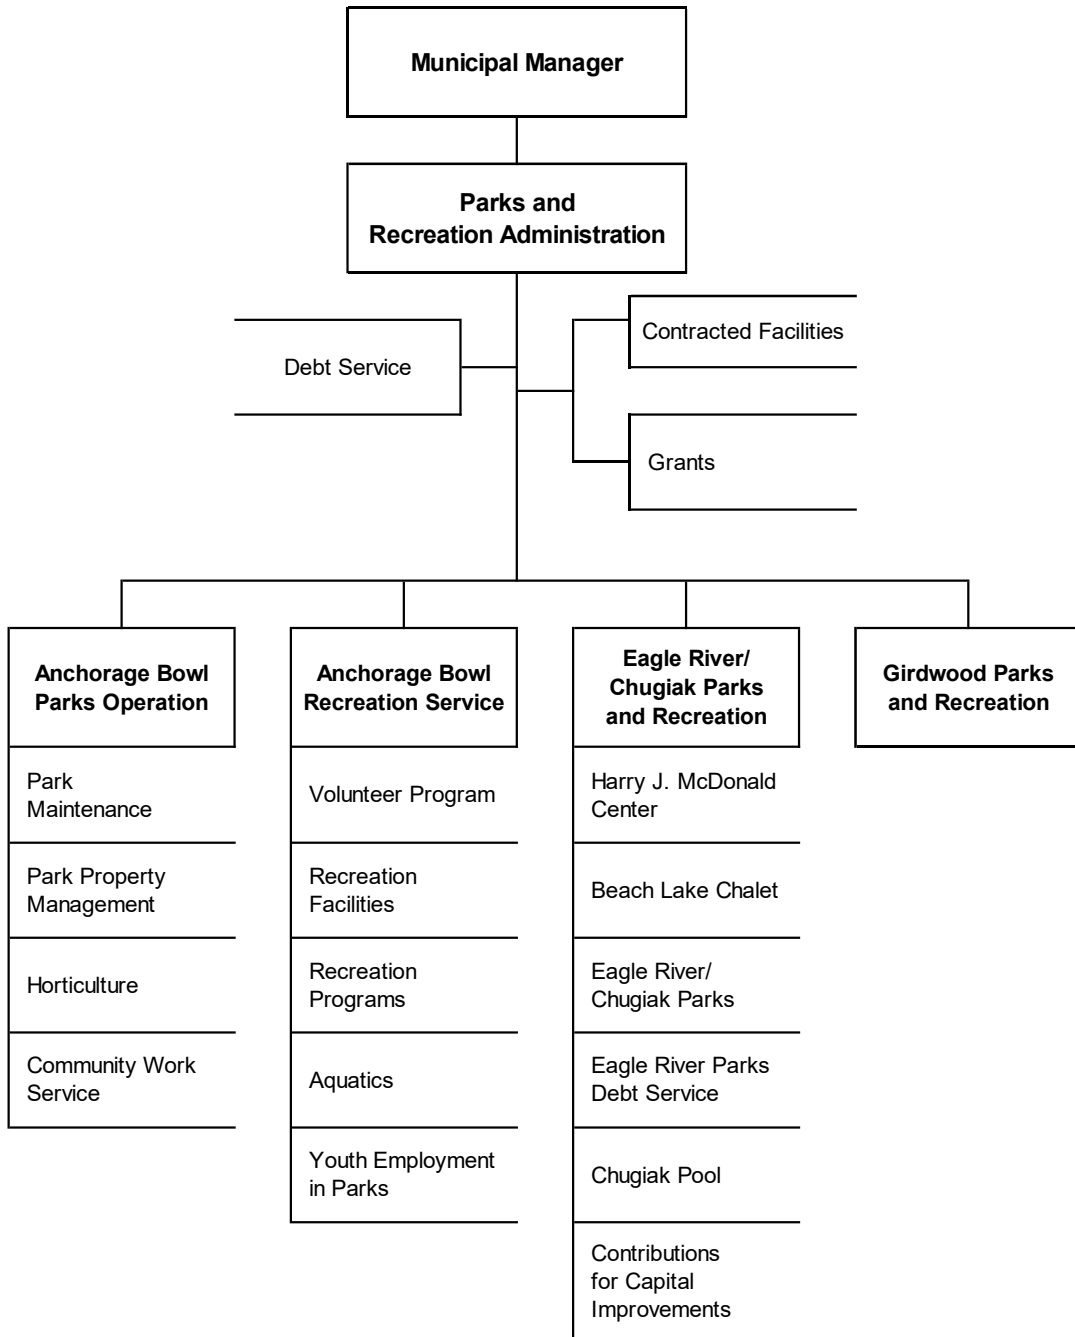 Municipal Manager
Parks and
Recreation Administration
Debt Service
Contracted Facilities
Grants
Anchorage Bowl
Parks Operation
Park
Maintenance
Park Property
Management
Horticulture
Community Work
Service
Anchorage Bowl
Recreation Service
Volunteer Program
Recreation
Facilities
Recreation
Programs
Aquatics
Youth Employment
in Parks
Eagle River/
Chugiak Parks
and Recreation
Harry J. McDonald
Center
Beach Lake Chalet
Eagle River/
Chugiak Parks
Eagle River Parks
Debt Service
Chugiak Pool
Contributions
for Capital
Improvements
Girdwood Parks
and Recreation